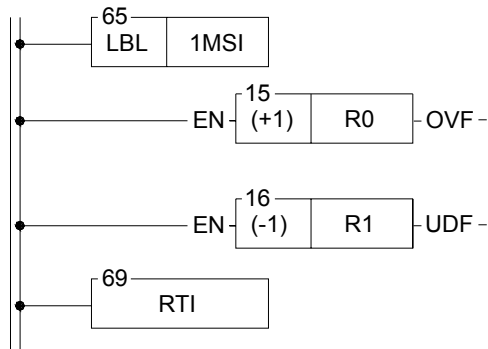 65
LBL 1MSI
15
EN (+1) R0 OVF
16
EN (-1) R1 UDF
69
RTI